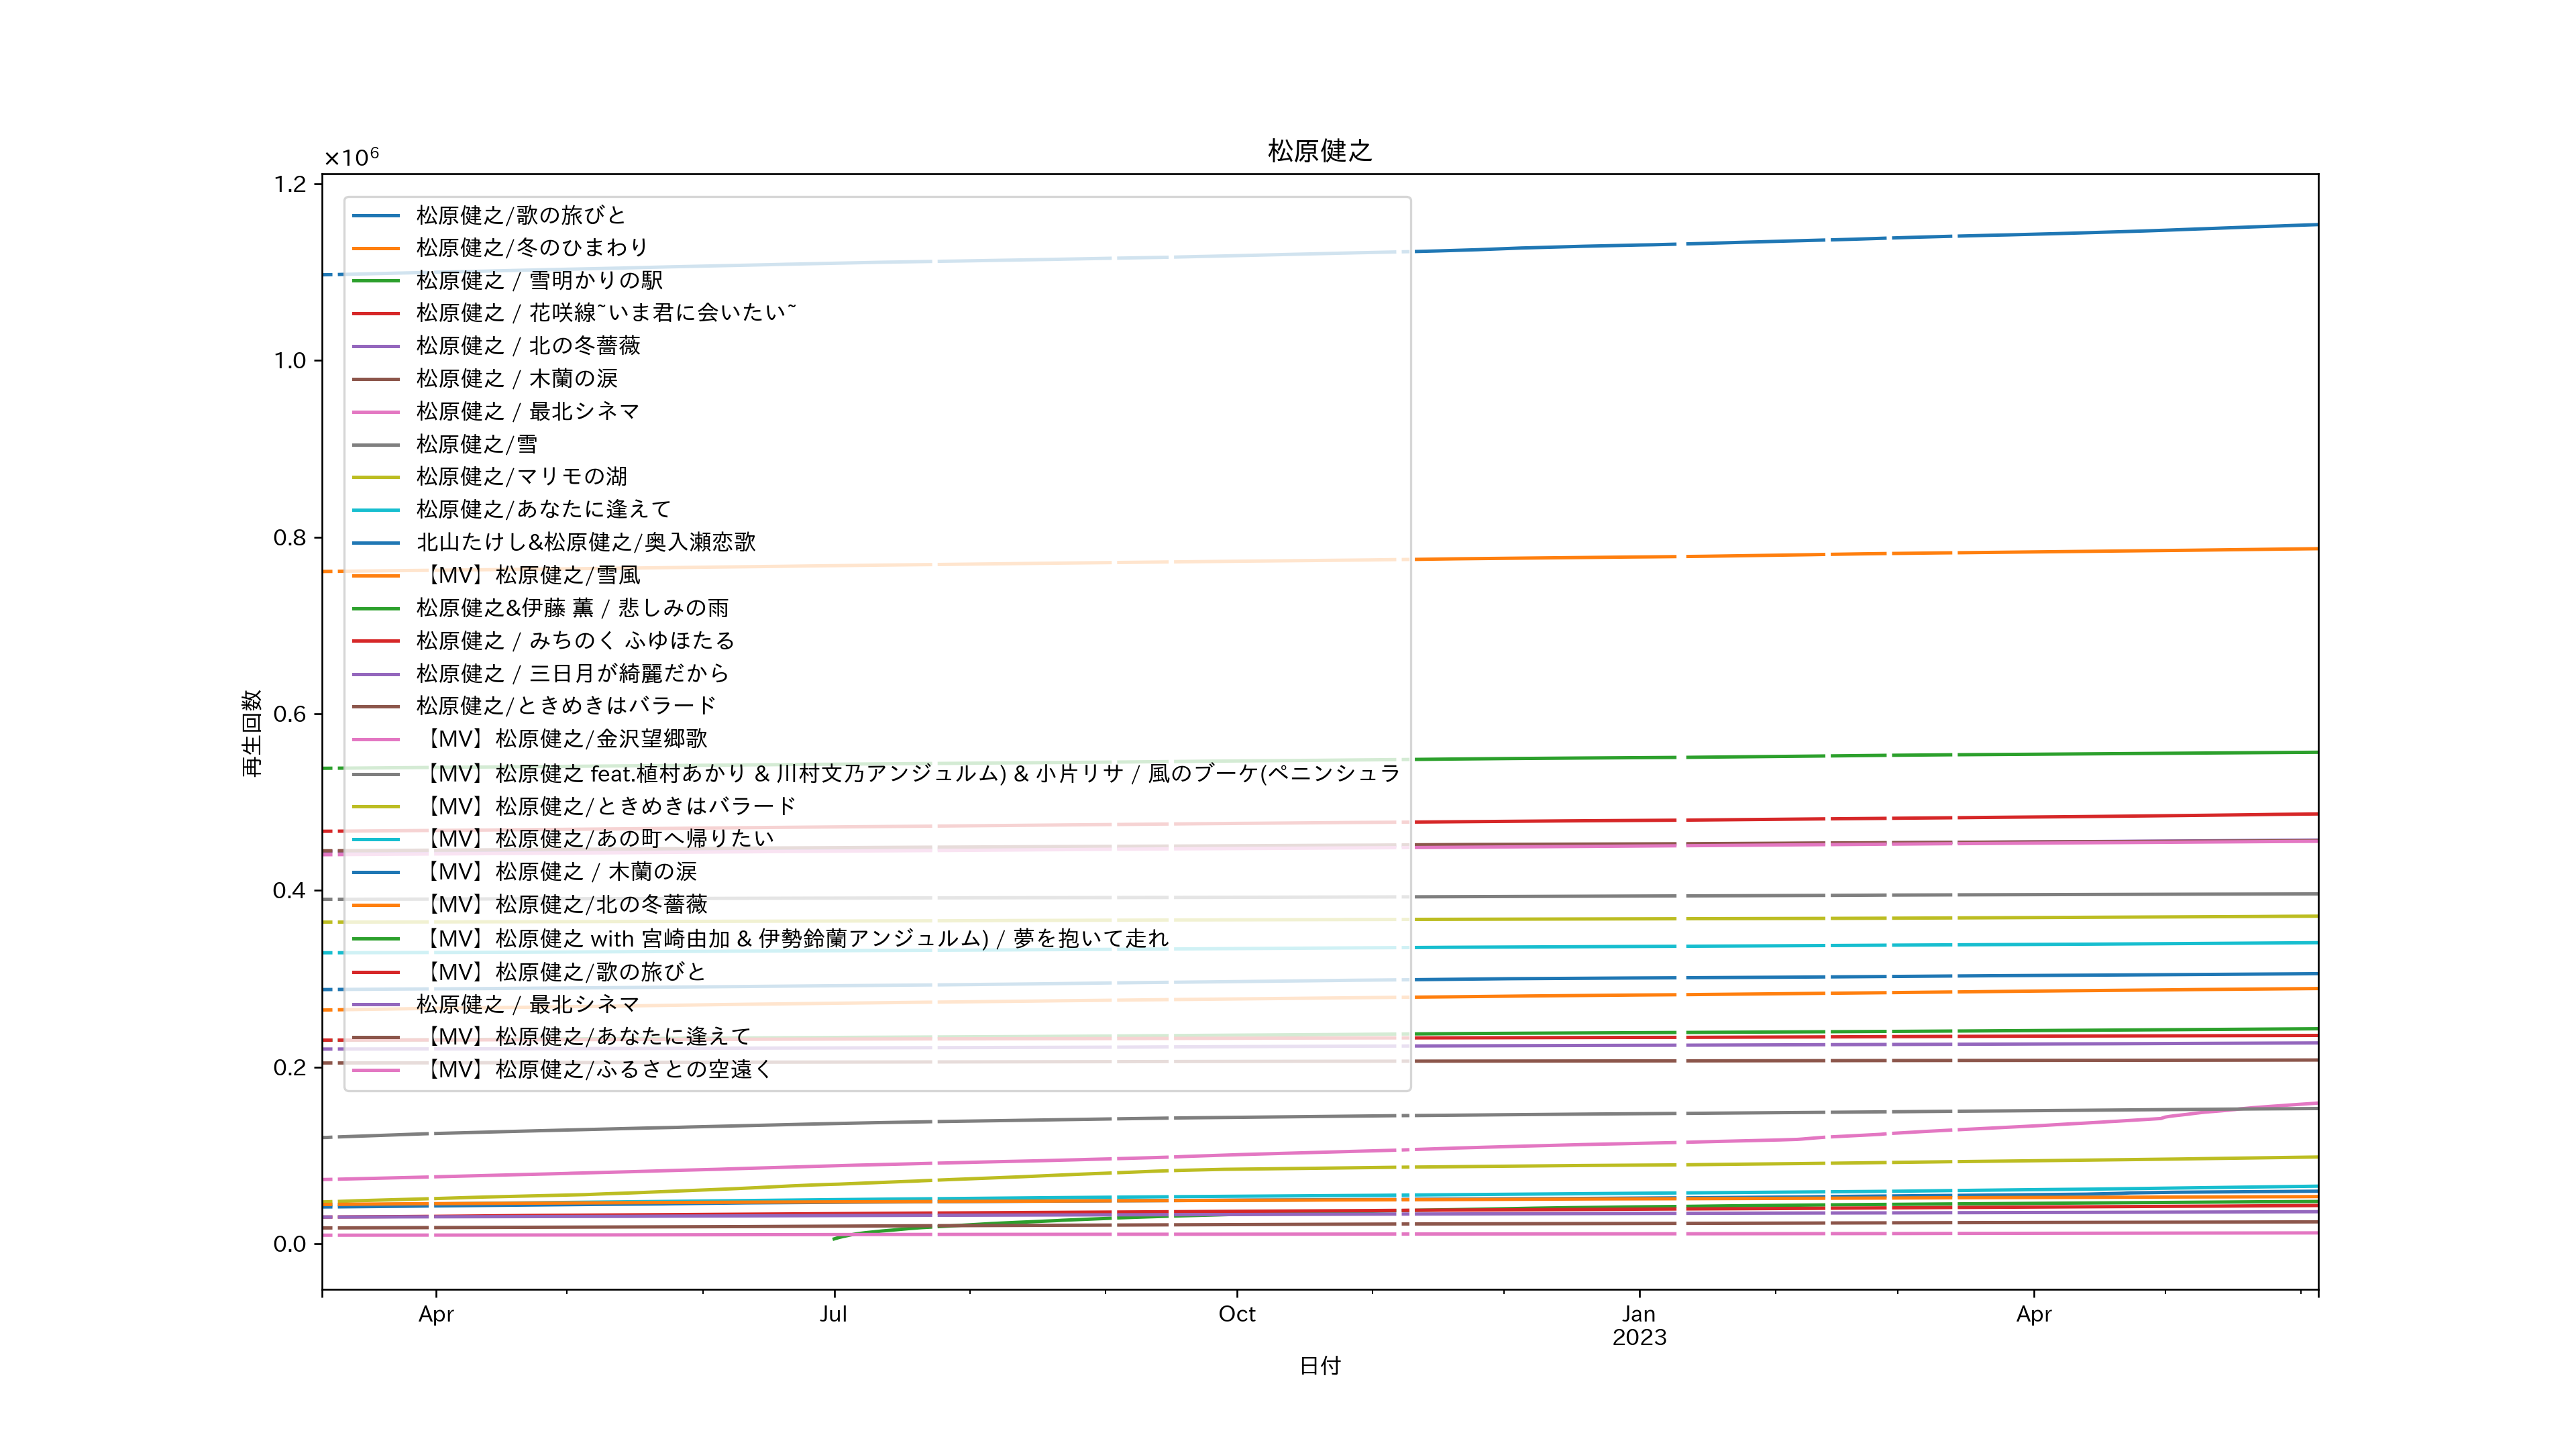 松原健之
×10⁶
1.2
1.0
0.8
0.6
0.4
0.2
0.0
再生回数
松原健之/歌の旅びと
松原健之/冬のひまわり
松原健之 / 雪明かりの駅
松原健之 / 花咲線~いま君に会いたい~
松原健之 / 北の冬薔薇
松原健之 / 木蘭の涙
松原健之 / 最北シネマ
松原健之/雪
松原健之/マリモの湖
松原健之/あなたに逢えて
北山たけし&松原健之/奥入瀬恋歌
【MV】松原健之/雪風
松原健之&伊藤 薫 / 悲しみの雨
松原健之 / みちのく ふゆほたる
松原健之 / 三日月が綺麗だから
松原健之/ときめきはバラード
【MV】松原健之/金沢望郷歌
【MV】松原健之 feat.植村あかり & 川村文乃アンジュルム) & 小片リサ / 風のブーケ(ペニンシュラ
【MV】松原健之/ときめきはバラード
【MV】松原健之/あの町へ帰りたい
【MV】松原健之 / 木蘭の涙
【MV】松原健之/北の冬薔薇
【MV】松原健之 with 宮崎由加 & 伊勢鈴蘭アンジュルム) / 夢を抱いて走れ
【MV】松原健之/歌の旅びと
松原健之 / 最北シネマ
【MV】松原健之/あなたに逢えて
【MV】松原健之/ふるさとの空遠く
Apr
Jul
Oct
Jan
2023
Apr
日付